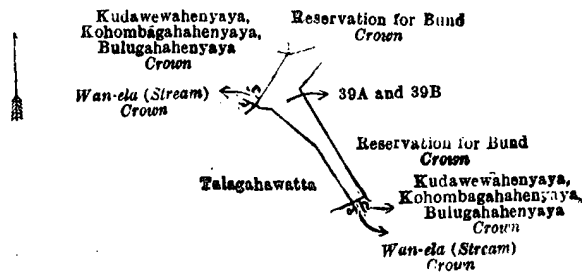 Kudawewahenyaya,
Kohombagahahenyaya,
Bulugahahenyaya
Crown
Reservation for Bund
Crown
Wan-ela (Stream)
Crown
39A and 39B
Reservation for Bund
Crown
Talagahawatta
Kudawewahenyaya,
Kohombagahahenyaya,
Bulugahahenyaya
Crown
Wan-ela (Stream)
Crown